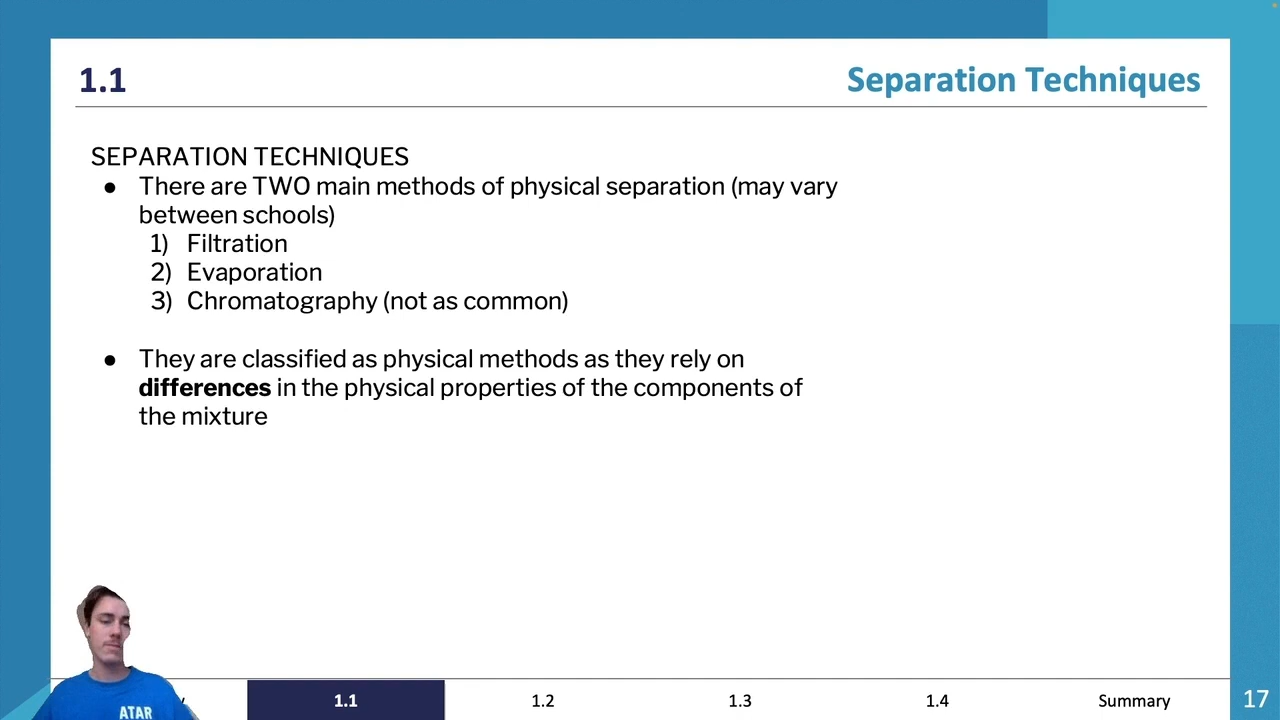 1.1
Separation Techniques
SEPARATION TECHNIQUES
● There are TWO main methods of physical separation (may vary
between schools)
1) Filtration
2) Evaporation
3) Chromatography (not as common)
● They are classified as physical methods as they rely on
differences in the physical properties of the components of
the mixture
ATAR
1.1
1.2
1.3
1.4
Summary
17